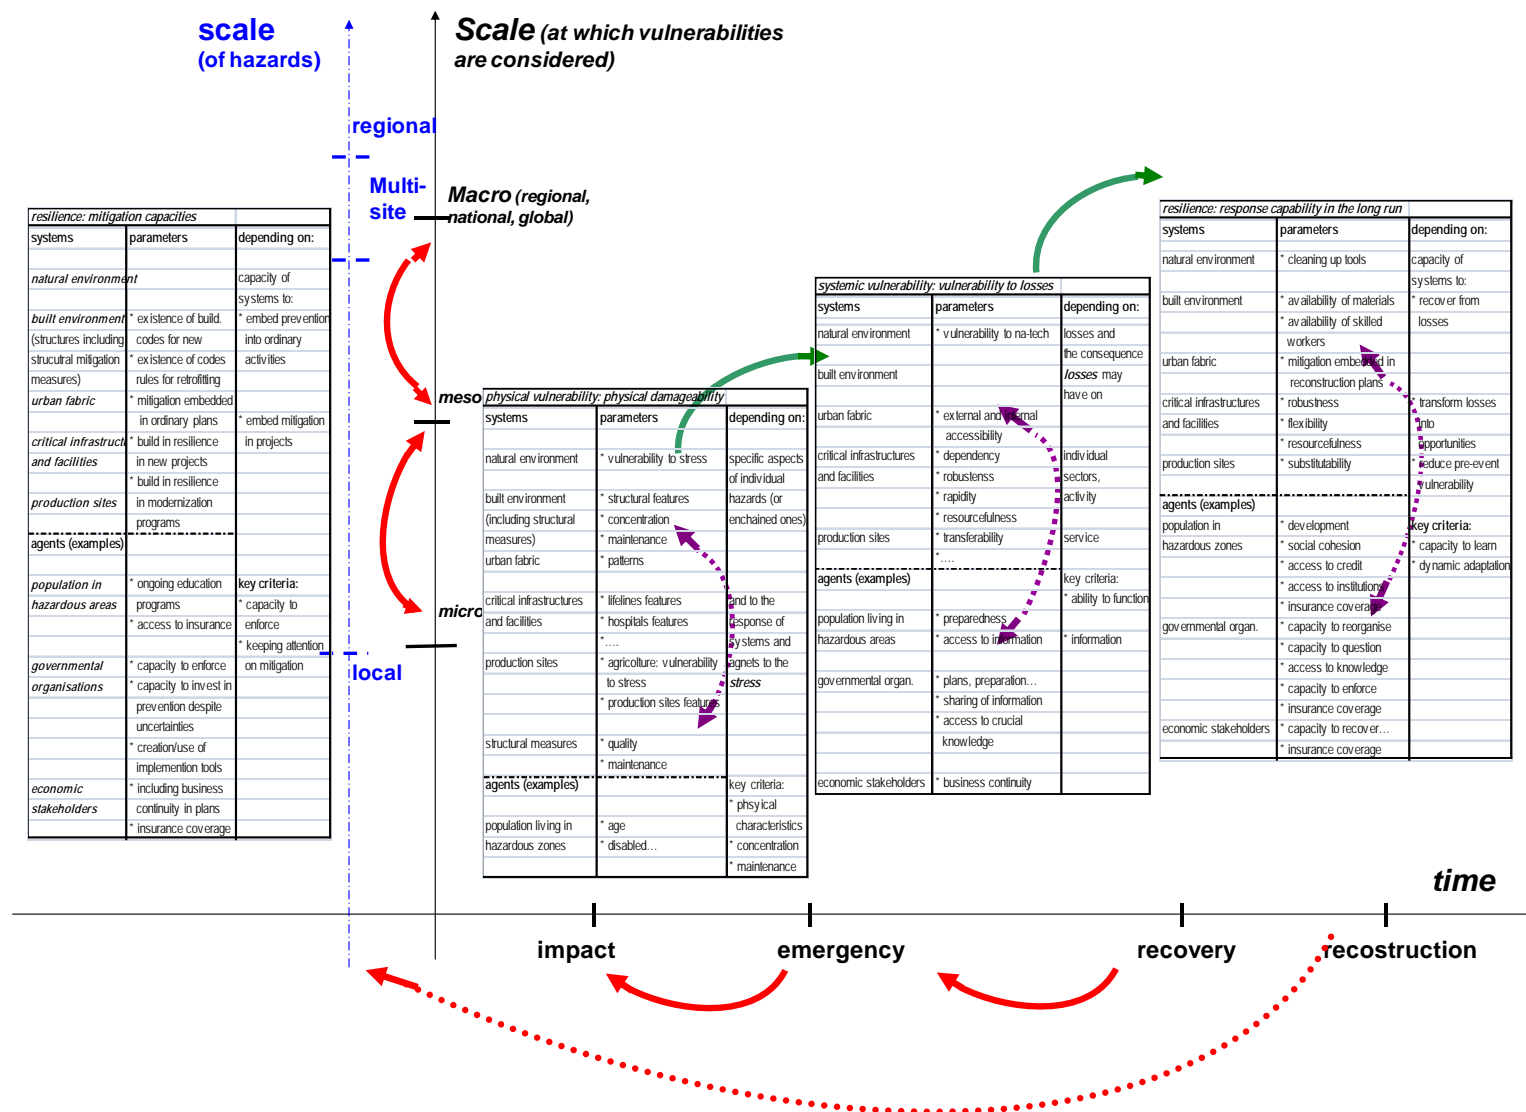 scale
(of hazards)
Scale (at which vulnerabilities
are considered)
regional
Multi-
site
Macro (regional,
national, global)
meso
micro
local
resilience: mitigation capacities
systems parameters depending on:
natural environment capacity of
systems to:
built environment * existence of build. * embed prevention
(structures including codes for new into ordinary
strucutral mitigation * existence of codes activities
measures) rules for retrofitting
urban fabric * mitigation embedded
in ordinary plans * embed mitigation
critical infrastructu * build in resilience in projects
and facilities in new projects
* build in resilience
production sites in modernization
programs
agents (examples)
population in * ongoing education key criteria:
hazardous areas programs * capacity to
* access to insurance enforce
* keeping attention
governmental * capacity to enforce on mitigation
organisations * capacity to invest in
prevention despite
uncertainties
* creation/use of
implemention tools
economic * including business
stakeholders continuity in plans
* insurance coverage
physical vulnerability: physical damageability
systems parameters depending on:
natural environment * vulnerability to stress specific aspects
of individual
built environment * structural features hazards (or
(including structural * concentration enchained ones)
measures) * maintenance
urban fabric * patterns
critical infrastructures * lifelines features and to the
and facilities * hospitals features response of
*…. systems and
production sites * agriculture: vulnerability agnets to the
to stress stress
* production sites features
structural measures * quality
* maintenance
agents (examples) key criteria:
* phsyical
population living in * age characteristics
hazardous zones * disabled… * concentration
* maintenance
systemic vulnerability: vulnerability to losses
systems parameters depending on:
natural environment * vulnerability to na-tech losses and
the consequence
built environment losses may
have on
urban fabric * external and internal
accessibility
critical infrastructures * dependency individual
and facilities * robustenss sectors,
* rapidity activity
* resourcefulness
production sites * transferability service
* ….
agents (examples) key criteria:
* ability to function
population living in * preparedness
hazardous areas * access to information * information
governmental organ. * plans, preparation…
* sharing of information
* access to crucial
knowledge
economic stakeholders * business continuity
resilience: response capability in the long run
systems parameters depending on:
natural environment * cleaning up tools capacity of
systems to:
built environment * availability of materials * recover from
* availability of skilled losses
workers
urban fabric * mitigation embedded in
reconstruction plans
critical infrastructures * robustness * transform losses
and facilities * flexibility into
* resourcefulness opportunities
production sites * substitutability * reduce pre-event
vulnerability
agents (examples)
population in * development key criteria:
hazardous zones * social cohesion * capacity to learn
* access to credit * dynamic adaptation
* access to institutions
* insurance coverage
governmental organ. * capacity to reorganise
* capacity to question
* access to knowledge
* capacity to enforce
* insurance coverage
economic stakeholders * capacity to recover…
* insurance coverage
time
impact emergency recovery recostruction